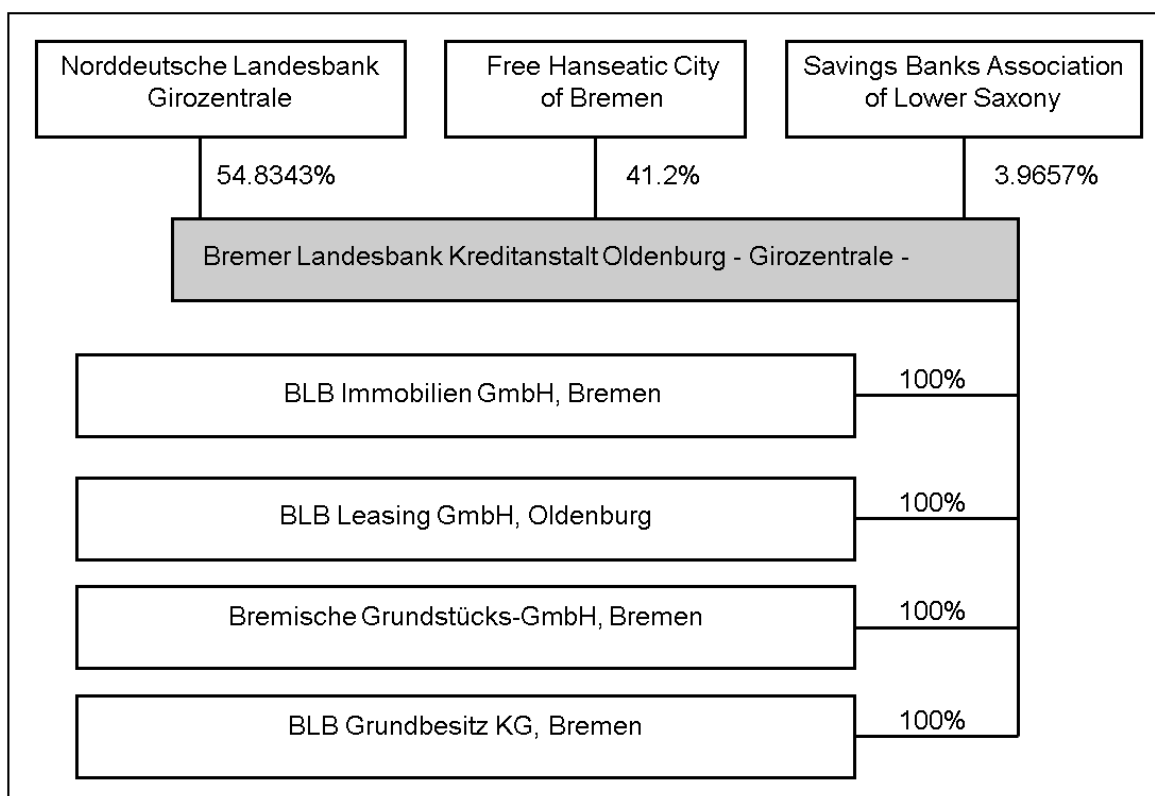 Norddeutsche Landesbank
Girozentrale
Free Hanseatic City
of Bremen
Savings Banks Association
of Lower Saxony
54.8343%
41.2%
3.9657%
Bremer Landesbank Kreditanstalt Oldenburg - Girozentrale -
BLB Immobilien GmbH, Bremen
100%
BLB Leasing GmbH, Oldenburg
100%
Bremische Grundstücks-GmbH, Bremen
100%
BLB Grundbesitz KG, Bremen
100%